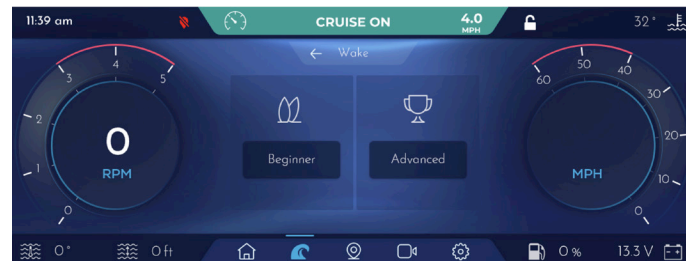 11:39 am
CRUISE ON
4.0
MPH
32°
Wake
0
1
2
3
4
5
0
RPM
Beginner
Advanced
60
50
40
30
20
10
0
MPH
0°
0 ft
0 %
13.3 V